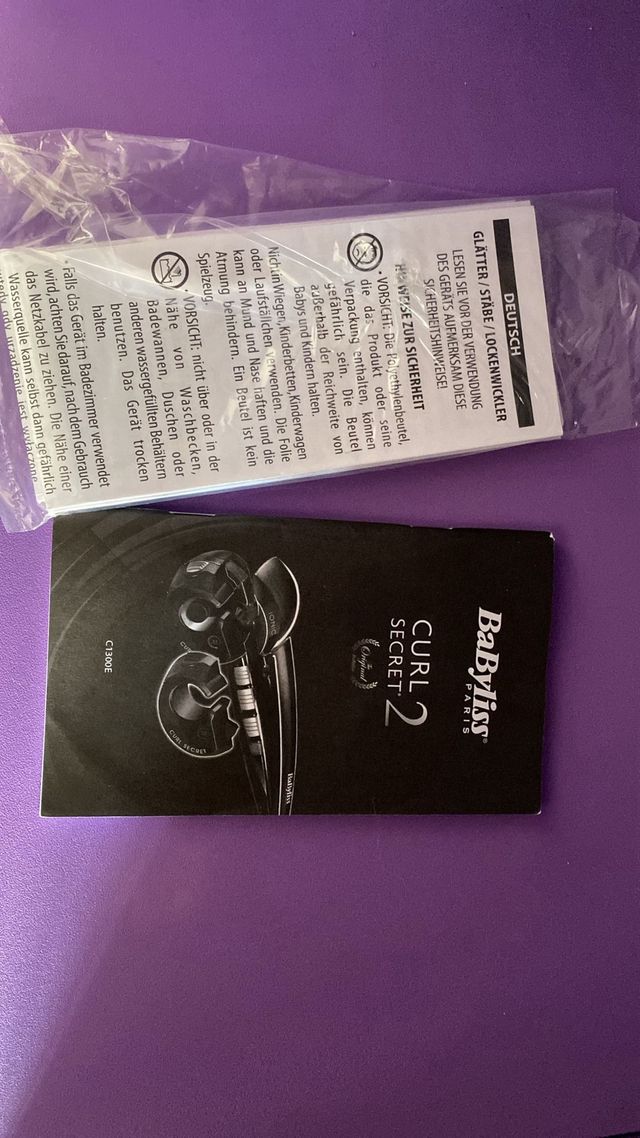 DEUTSCH
GLÄTTER / STÄBE / LOCKENWICKLER
LESEN SIE VOR DER VERWENDUNG
DES GERÄTS AUFMERKSAM DIESE
SICHERHEITSHINWEISE!
HINWEISE ZUR SICHERHEIT
• VORSICHT: Die Polyethylenbeutel,
die das Produkt oder seine
Verpackung enthalten, können
gefährlich sein. Die Beutel
außerhalb der Reichweite von
Babys und Kindern halten.
Nicht in Wiegen, Kinderbetten, Kinderwagen
oder Laufställchen verwenden. Die Folie
kann an Mund und Nase haften und die
Atmung behindern. Ein Beutel ist kein
Spielzeug.
• VORSICHT: nicht über oder in der
Nähe von Waschbecken,
Badewannen, Duschen oder
anderen wassergefüllten Behältern
benutzen. Das Gerät trocken
halten.
• Falls das Gerät im Badezimmer verwendet
wird, achten Sie darauf, nach dem Gebrauch
das Netzkabel zu ziehen. Die Nähe einer
Wasserquelle kann selbst dann gefährlich
BaByliss®
PARIS
CURL
SECRET® 2
The
Original
IONIC
CURL SECRET
BaByliss
C1300E